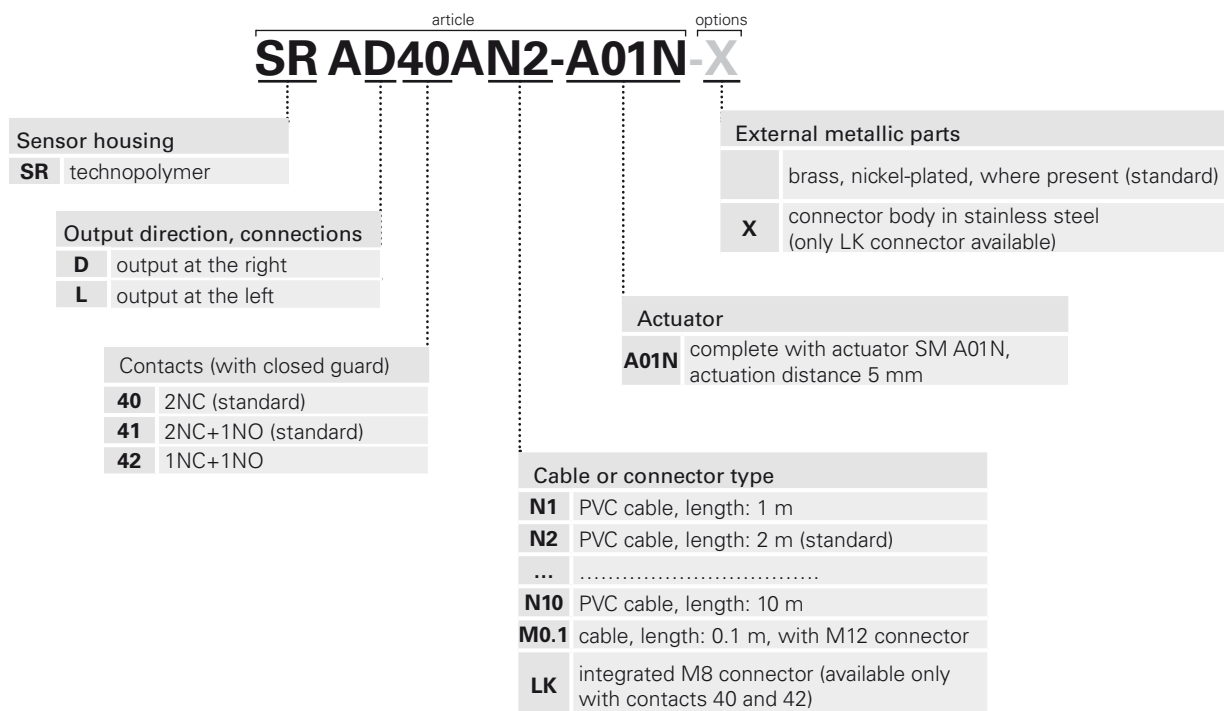 article options
SR AD40AN2-A01N-X
Sensor housing
SR technopolymer
Output direction, connections
D output at the right
L output at the left
Contacts (with closed guard)
40 2NC (standard)
41 2NC+1NO (standard)
42 1NC+1NO
Cable or connector type
N1 PVC cable, length: 1 m
N2 PVC cable, length: 2 m (standard)
... ..................................
N10 PVC cable, length: 10 m
M0.1 cable, length: 0.1 m, with M12 connector
LK integrated M8 connector (available only
with contacts 40 and 42)
Actuator
A01N complete with actuator SM A01N,
actuation distance 5 mm
External metallic parts
brass, nickel-plated, where present (standard)
X connector body in stainless steel
(only LK connector available)